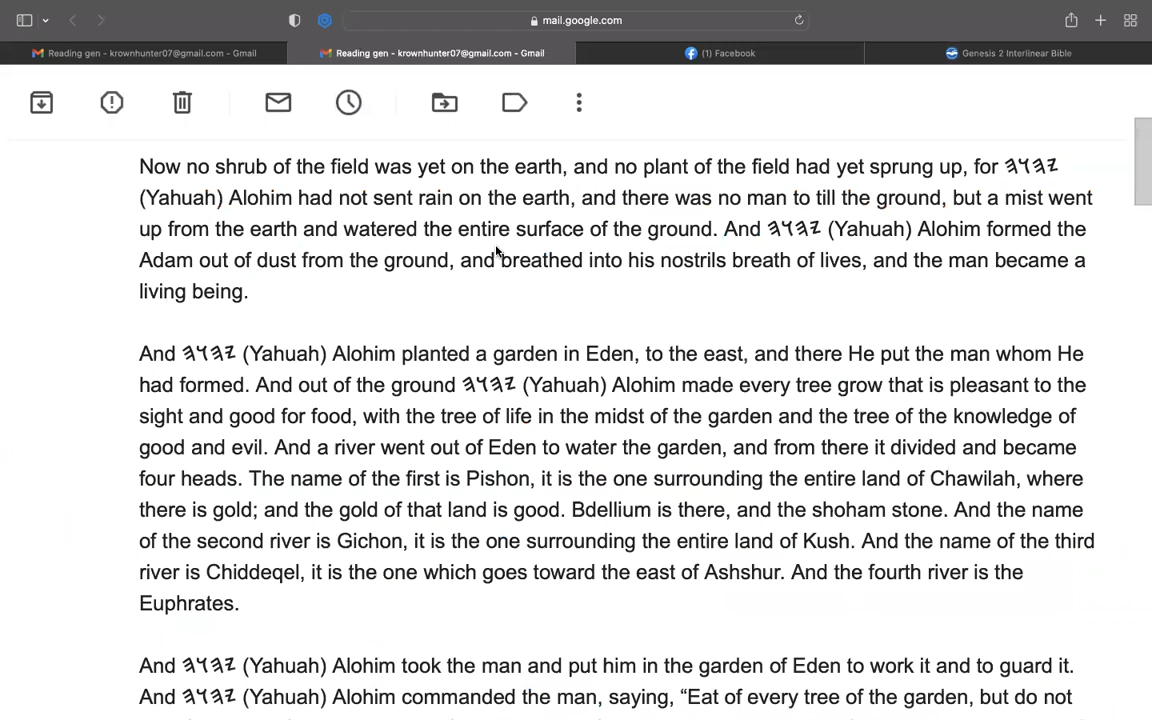 mail.google.com
Reading gen - krownhunter07@gmail.com - Gmail
Reading gen - krownhunter07@gmail.com - Gmail
(1) Facebook
Genesis 2 Interlinear Bible
Now no shrub of the field was yet on the earth, and no plant of the field had yet sprung up, for 𐤉𐤄𐤅𐤄
(Yahuah) Alohim had not sent rain on the earth, and there was no man to till the ground, but a mist went
up from the earth and watered the entire surface of the ground. And 𐤉𐤄𐤅𐤄 (Yahuah) Alohim formed the
Adam out of dust from the ground, and breathed into his nostrils breath of lives, and the man became a
living being.
And 𐤉𐤄𐤅𐤄 (Yahuah) Alohim planted a garden in Eden, to the east, and there He put the man whom He
had formed. And out of the ground 𐤉𐤄𐤅𐤄 (Yahuah) Alohim made every tree grow that is pleasant to the
sight and good for food, with the tree of life in the midst of the garden and the tree of the knowledge of
good and evil. And a river went out of Eden to water the garden, and from there it divided and became
four heads. The name of the first is Pishon, it is the one surrounding the entire land of Chawilah, where
there is gold; and the gold of that land is good. Bdellium is there, and the shoham stone. And the name
of the second river is Gichon, it is the one surrounding the entire land of Kush. And the name of the third
river is Chiddeqel, it is the one which goes toward the east of Ashshur. And the fourth river is the
Euphrates.
And 𐤉𐤄𐤅𐤄 (Yahuah) Alohim took the man and put him in the garden of Eden to work it and to guard it.
And 𐤉𐤄𐤅𐤄 (Yahuah) Alohim commanded the man, saying, “Eat of every tree of the garden, but do not